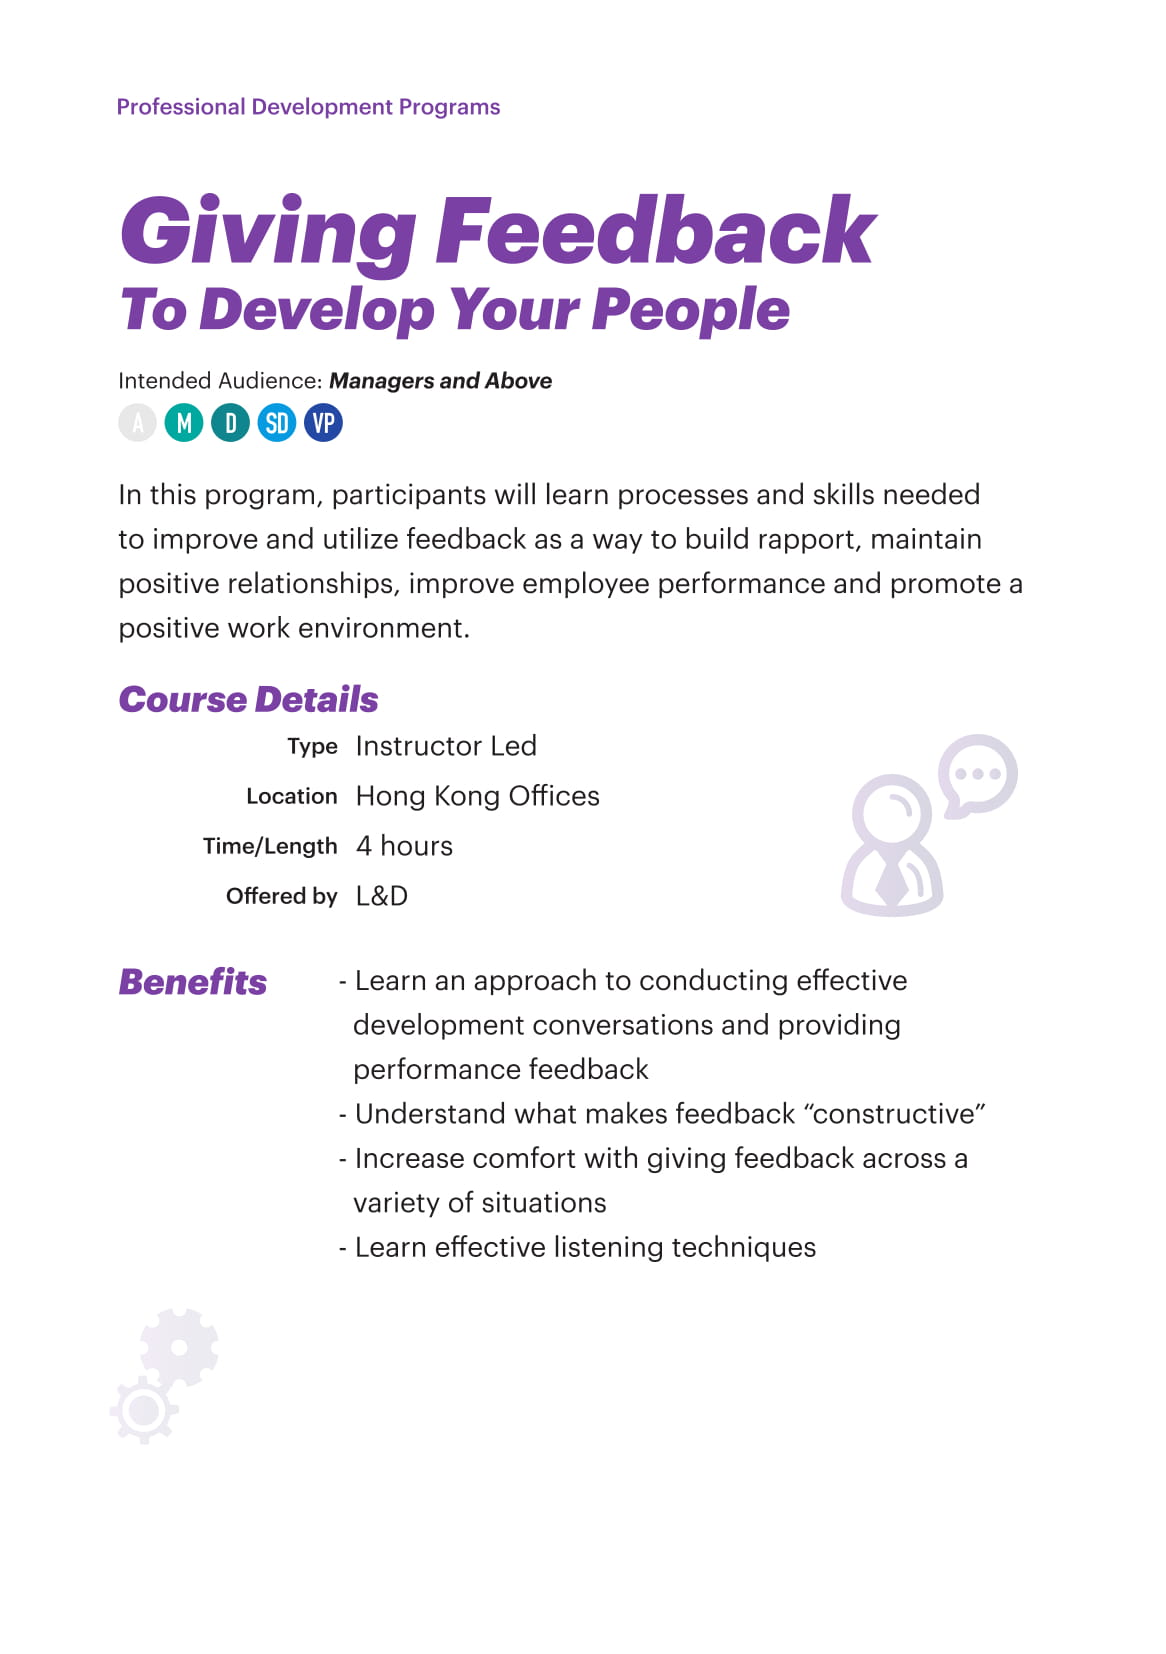 Professional Development Programs
Giving Feedback
To Develop Your People
Intended Audience: Managers and Above
A M D SD VP
In this program, participants will learn processes and skills needed
to improve and utilize feedback as a way to build rapport, maintain
positive relationships, improve employee performance and promote a
positive work environment.
Course Details
Type Instructor Led
Location Hong Kong Offices
Time/Length 4 hours
Offered by L&D
Benefits - Learn an approach to conducting effective
development conversations and providing
performance feedback
- Understand what makes feedback “constructive”
- Increase comfort with giving feedback across a
variety of situations
- Learn effective listening techniques